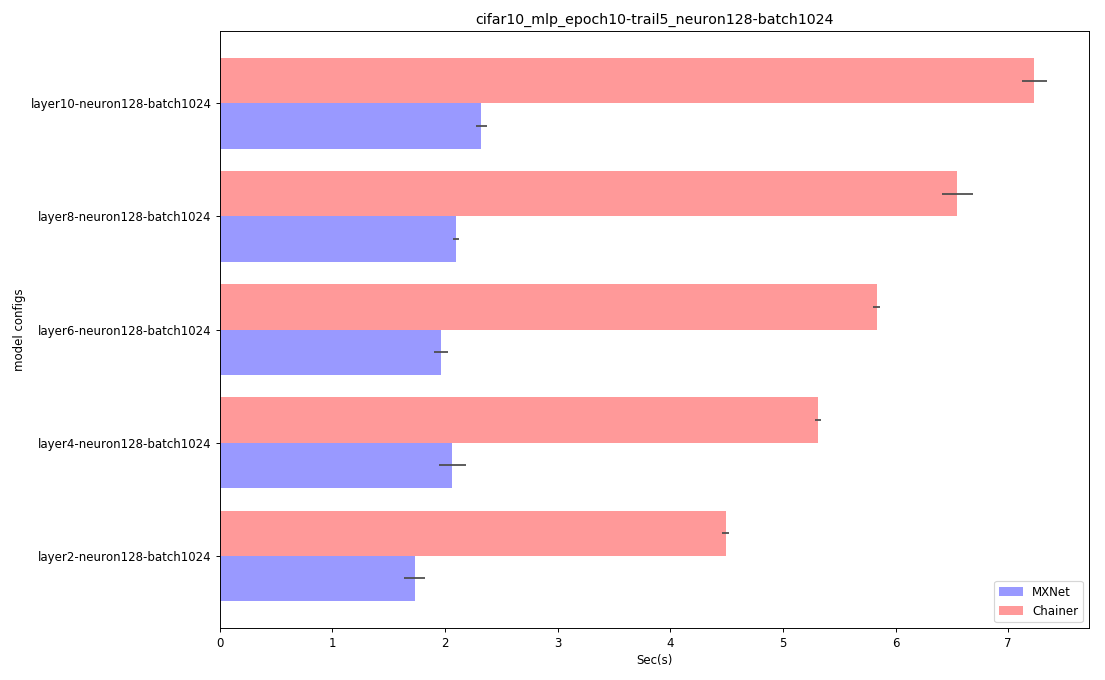 cifar10_mlp_epoch10-trail5_neuron128-batch1024
model configs
layer10-neuron128-batch1024
layer8-neuron128-batch1024
layer6-neuron128-batch1024
layer4-neuron128-batch1024
layer2-neuron128-batch1024
MXNet
Chainer
0 1 2 3 4 5 6 7
Sec(s)